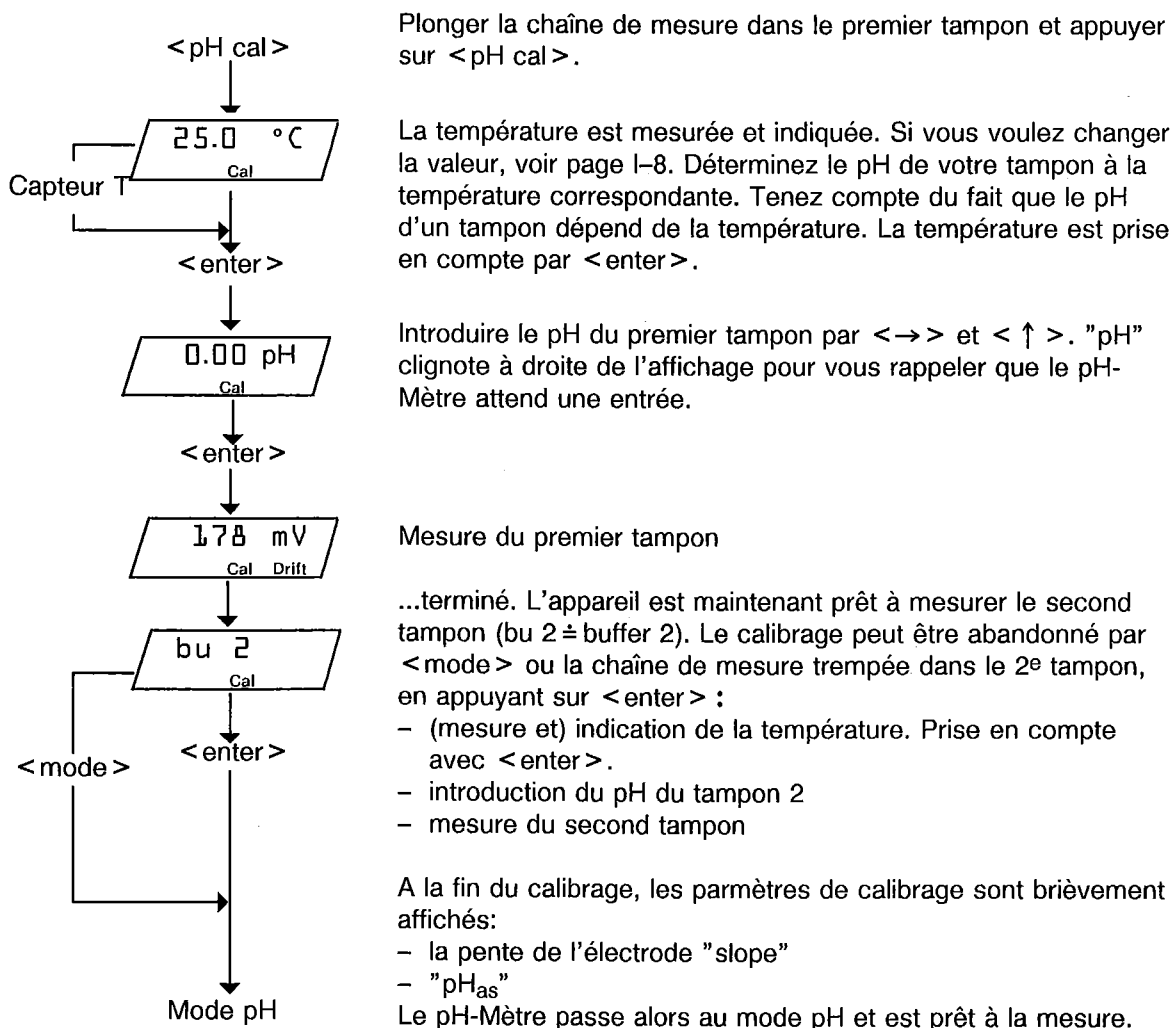 <pH cal>
Plonger la chaîne de mesure dans le premier tampon et appuyer
sur <pH cal>.
25.0 °C
Cal
Capteur T
<enter>
La température est mesurée et indiquée. Si vous voulez changer
la valeur, voir page I–8. Déterminez le pH de votre tampon à la
température correspondante. Tenez compte du fait que le pH
d'un tampon dépend de la température. La température est prise
en compte par <enter>.
0.00 pH
Cal
<enter>
Introduire le pH du premier tampon par <→> et <↑>. "pH"
clignote à droite de l'affichage pour vous rappeler que le pH-
Mètre attend une entrée.
178 mV
Cal Drift
Mesure du premier tampon
bu 2
Cal
<mode>
<enter>
...terminé. L'appareil est maintenant prêt à mesurer le second
tampon (bu 2 ≐ buffer 2). Le calibrage peut être abandonné par
<mode> ou la chaîne de mesure trempée dans le 2e tampon,
en appuyant sur <enter> :
– (mesure et) indication de la température. Prise en compte
avec <enter>.
– introduction du pH du tampon 2
– mesure du second tampon
A la fin du calibrage, les parmètres de calibrage sont brièvement
affichés:
– la pente de l'électrode "slope"
– "pHas"
Mode pH
Le pH-Mètre passe alors au mode pH et est prêt à la mesure.